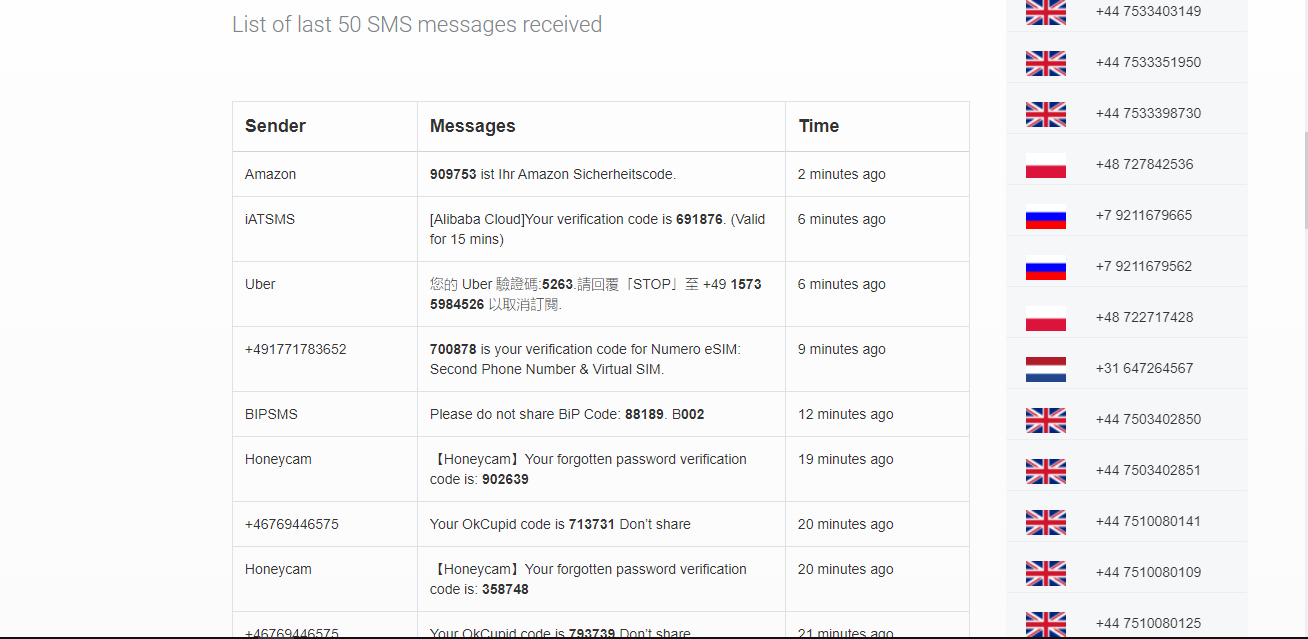 List of last 50 SMS messages received
Sender Messages Time
Amazon 909753 ist Ihr Amazon Sicherheitscode. 2 minutes ago
iATSMS [Alibaba Cloud]Your verification code is 691876. (Valid 6 minutes ago
for 15 mins)
Uber 您的 Uber 驗證碼:5263.請回覆「STOP」至 +49 1573 6 minutes ago
5984526 以取消訂閱.
+491771783652 700878 is your verification code for Numero eSIM: 9 minutes ago
Second Phone Number & Virtual SIM.
BIPSMS Please do not share BiP Code: 88189. B002 12 minutes ago
Honeycam 【Honeycam】Your forgotten password verification 19 minutes ago
code is: 902639
+46769446575 Your OkCupid code is 713731 Don't share 20 minutes ago
Honeycam 【Honeycam】Your forgotten password verification 20 minutes ago
code is: 358748
+46769446575 Your OkCupid code is 793739 Don't share 21 minutes ago
+44 7533403149
+44 7533351950
+44 7533398730
+48 727842536
+7 9211679665
+7 9211679562
+48 722717428
+31 647264567
+44 7503402850
+44 7503402851
+44 7510080141
+44 7510080109
+44 7510080125